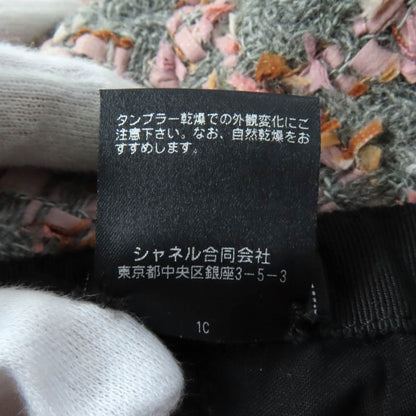 タンブラー乾燥での外観変化にご
注意下さい。なお、自然乾燥をお
すすめします。
シャネル合同会社
東京都中央区銀座3-5-3
1C